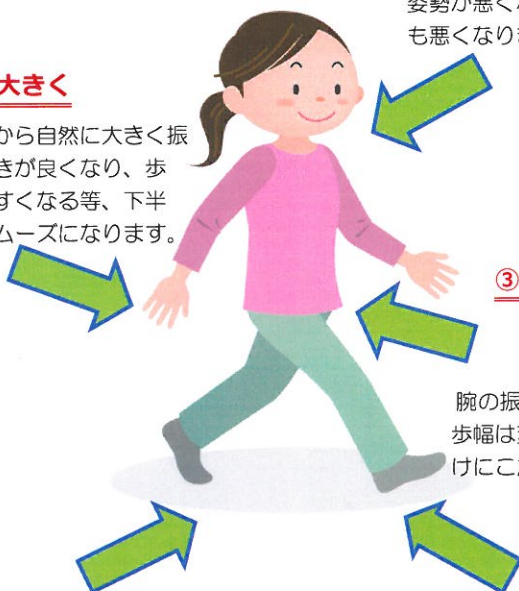 姿勢が悪く
も悪くなり
大きく
から自然に大きく振
きが良くなり、歩
すくなる等、下半
ムーズになります。
③
腕の振
歩幅は
けにこ